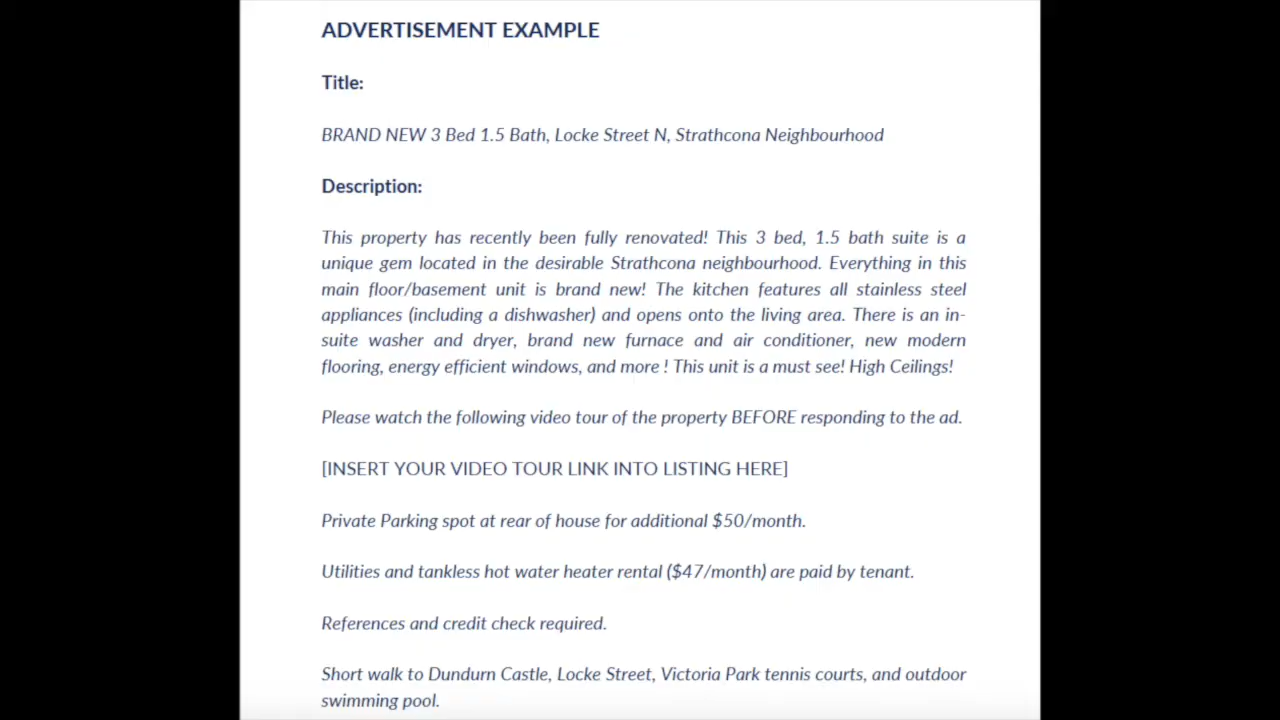 ADVERTISEMENT EXAMPLE
Title:
BRAND NEW 3 Bed 1.5 Bath, Locke Street N, Strathcona Neighbourhood
Description:
This property has recently been fully renovated! This 3 bed, 1.5 bath suite is a
unique gem located in the desirable Strathcona neighbourhood. Everything in this
main floor/basement unit is brand new! The kitchen features all stainless steel
appliances (including a dishwasher) and opens onto the living area. There is an in-
suite washer and dryer, brand new furnace and air conditioner, new modern
flooring, energy efficient windows, and more ! This unit is a must see! High Ceilings!
Please watch the following video tour of the property BEFORE responding to the ad.
[INSERT YOUR VIDEO TOUR LINK INTO LISTING HERE]
Private Parking spot at rear of house for additional $50/month.
Utilities and tankless hot water heater rental ($47/month) are paid by tenant.
References and credit check required.
Short walk to Dundurn Castle, Locke Street, Victoria Park tennis courts, and outdoor
swimming pool.